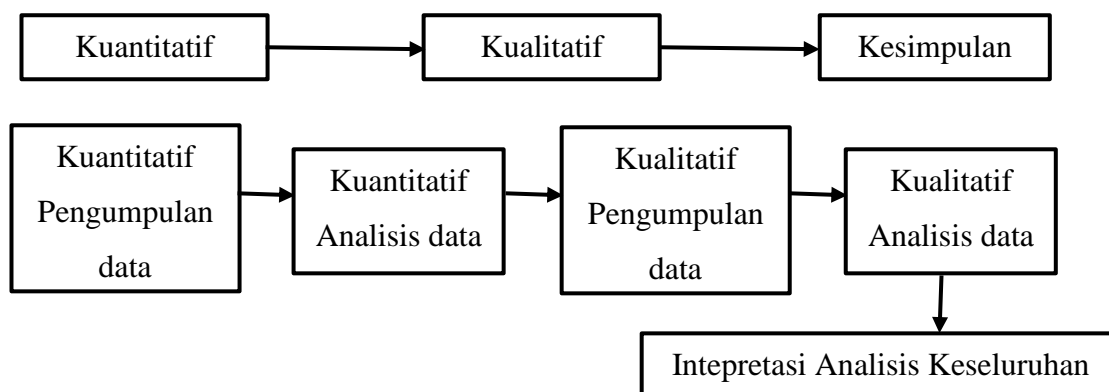 Kuantitatif
Kualitatif
Kesimpulan
Kuantitatif
Pengumpulan
data
Kuantitatif
Analisis data
Kualitatif
Pengumpulan
data
Kualitatif
Analisis data
Intepretasi Analisis Keseluruhan